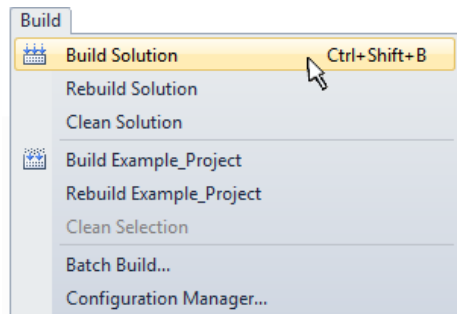 Build
Build Solution Ctrl+Shift+B
Rebuild Solution
Clean Solution
Build Example_Project
Rebuild Example_Project
Clean Selection
Batch Build...
Configuration Manager...